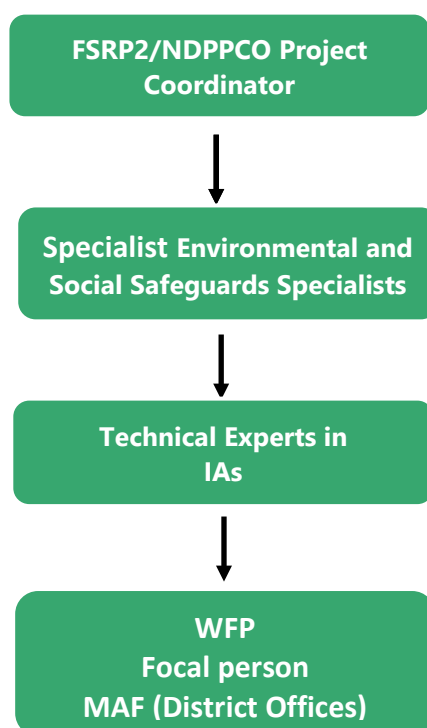 FSRP2/NDPPCO Project
Coordinator
Specialist Environmental and
Social Safeguards Specialists
Technical Experts in
IAs
WFP
Focal person
MAF (District Offices)